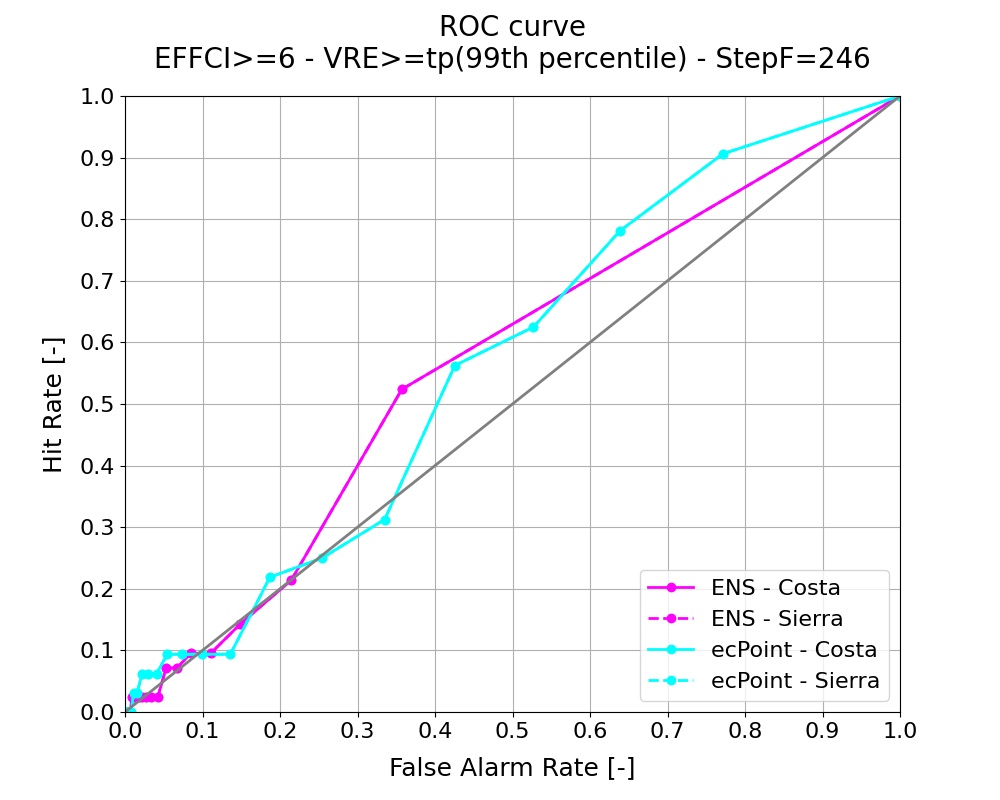 ROC curve
EFFCI>=6 - VRE>=tp(99th percentile) - StepF=246
1.0
0.9
0.8
0.7
0.6
0.5
0.4
0.3
0.2
0.1
0.0
Hit Rate [-]
ENS - Costa
ENS - Sierra
ecPoint - Costa
ecPoint - Sierra
0.0 0.1 0.2 0.3 0.4 0.5 0.6 0.7 0.8 0.9 1.0
False Alarm Rate [-]